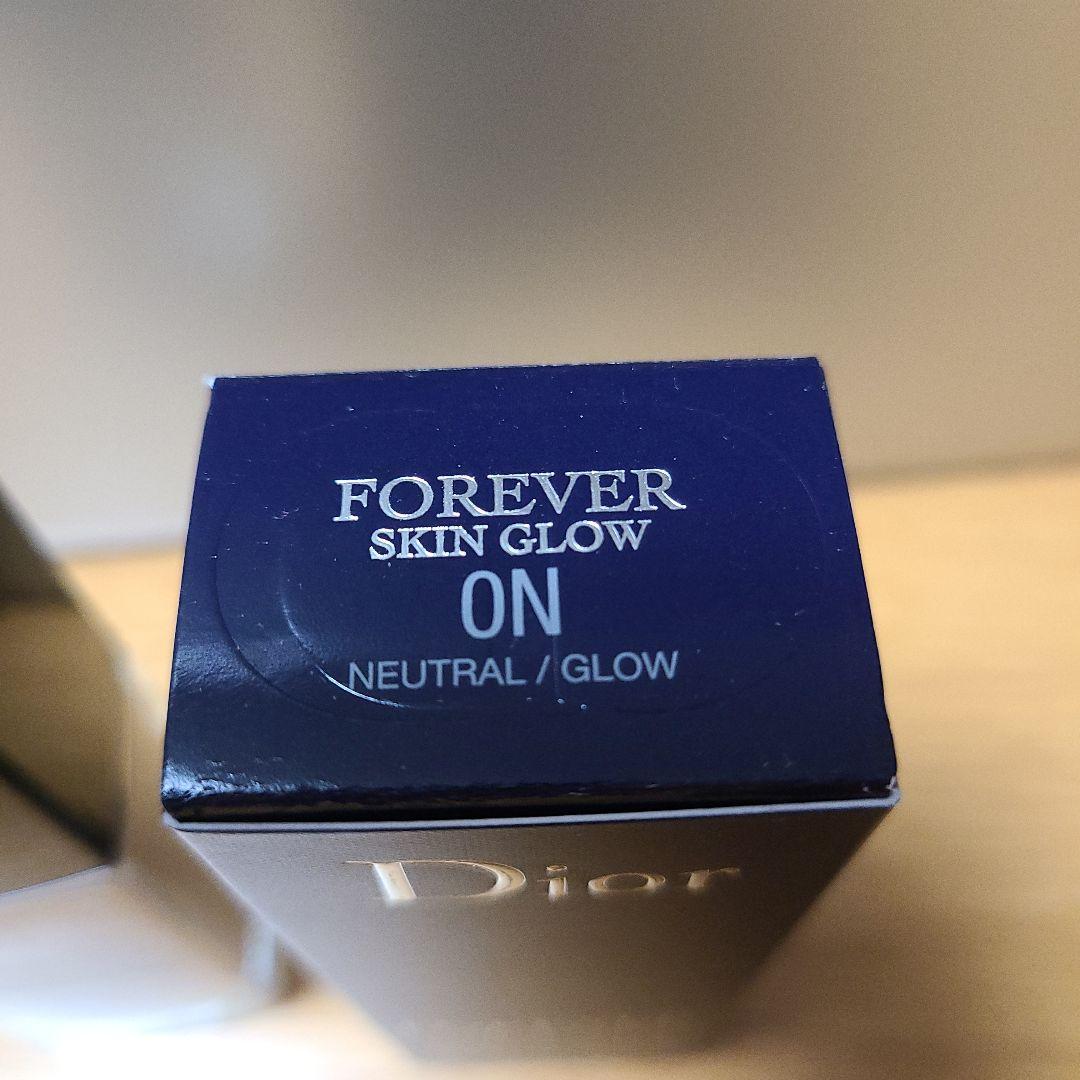 FOREVER
SKIN GLOW
0N
NEUTRAL / GLOW
Dior